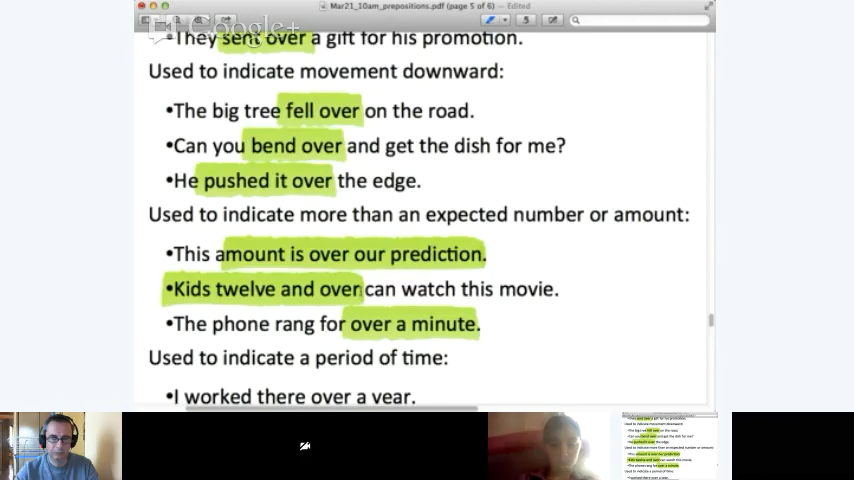 Mar21_10am_prepositions.pdf (page 5 of 6) — Edited
Google+
•They sent over a gift for his promotion.
Used to indicate movement downward:
•The big tree fell over on the road.
•Can you bend over and get the dish for me?
•He pushed it over the edge.
Used to indicate more than an expected number or amount:
•This amount is over our prediction.
•Kids twelve and over can watch this movie.
•The phone rang for over a minute.
Used to indicate a period of time:
•I worked there over a year.